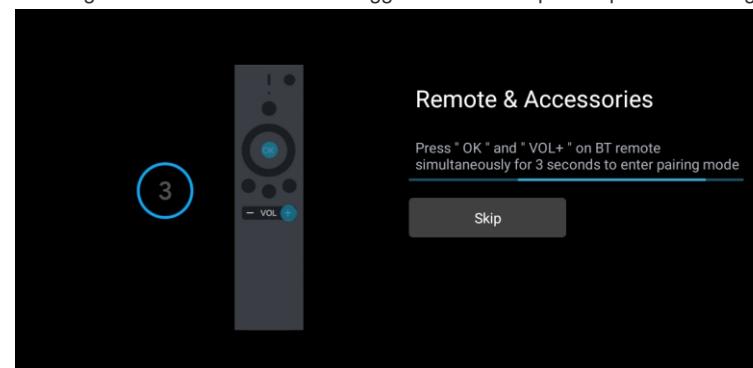 Remote & Accessories
Press " OK " and " VOL+ " on BT remote
simultaneously for 3 seconds to enter pairing mode
3
OK
− VOL +
Skip